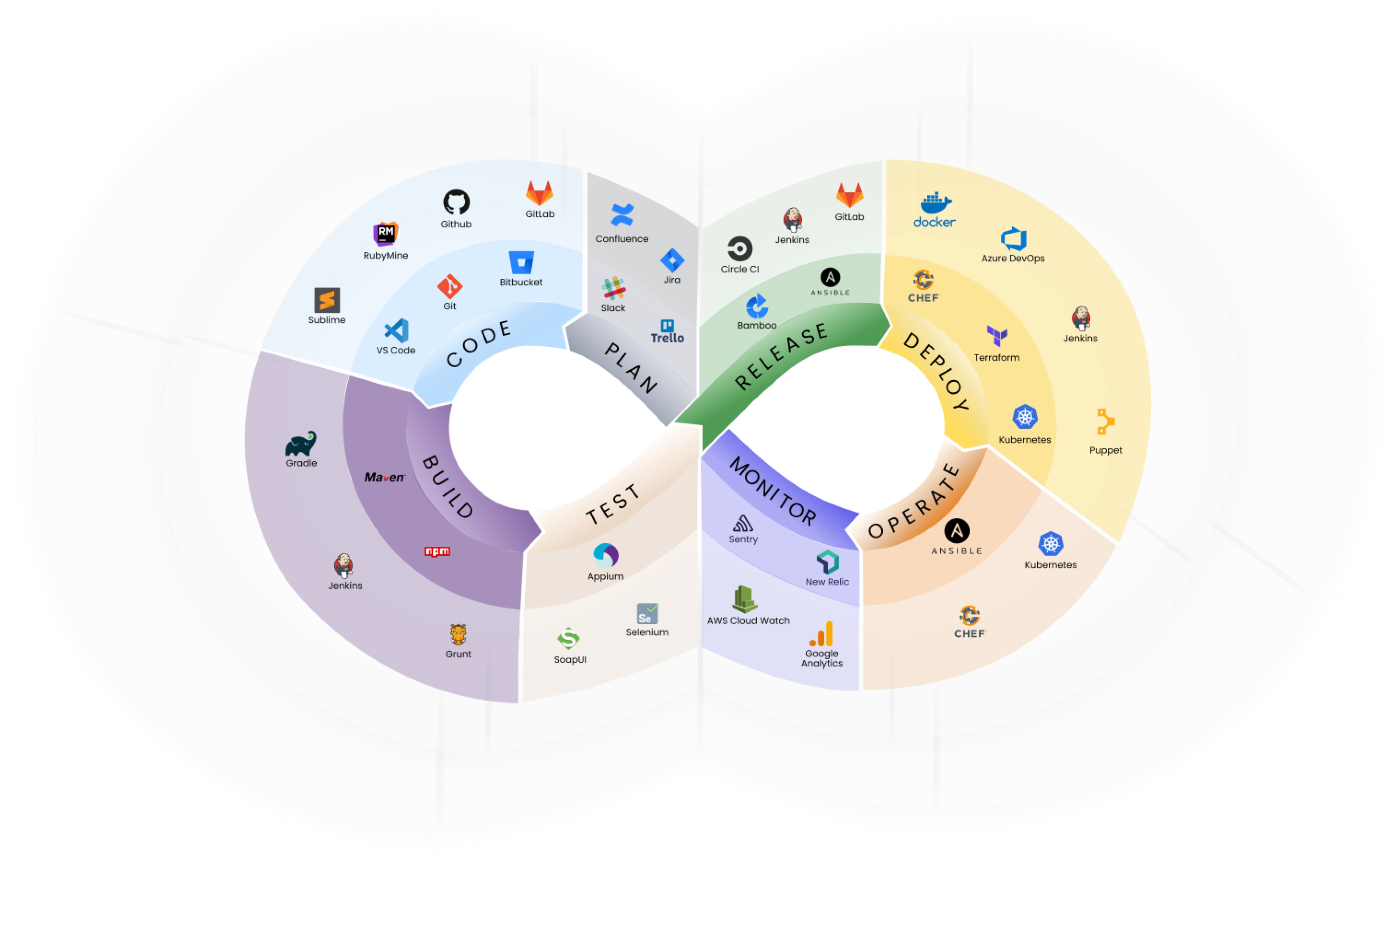 Github
GitLab
RubyMine
RM
Sublime
Git
Bitbucket
VS Code
CODE
Confluence
Jira
Slack
Trello
PLAN
Circle CI
Jenkins
GitLab
Bamboo
A
ANSIBLE
RELEASE
docker
Azure DevOps
CHEF
Terraform
Jenkins
Kubernetes
Puppet
DEPLOY
Gradle
Maven
npm
Jenkins
Grunt
BUILD
TEST
Appium
Se
Selenium
S
SoapUI
MONITOR
Sentry
New Relic
AWS Cloud Watch
Google
Analytics
OPERATE
A
ANSIBLE
Kubernetes
CHEF